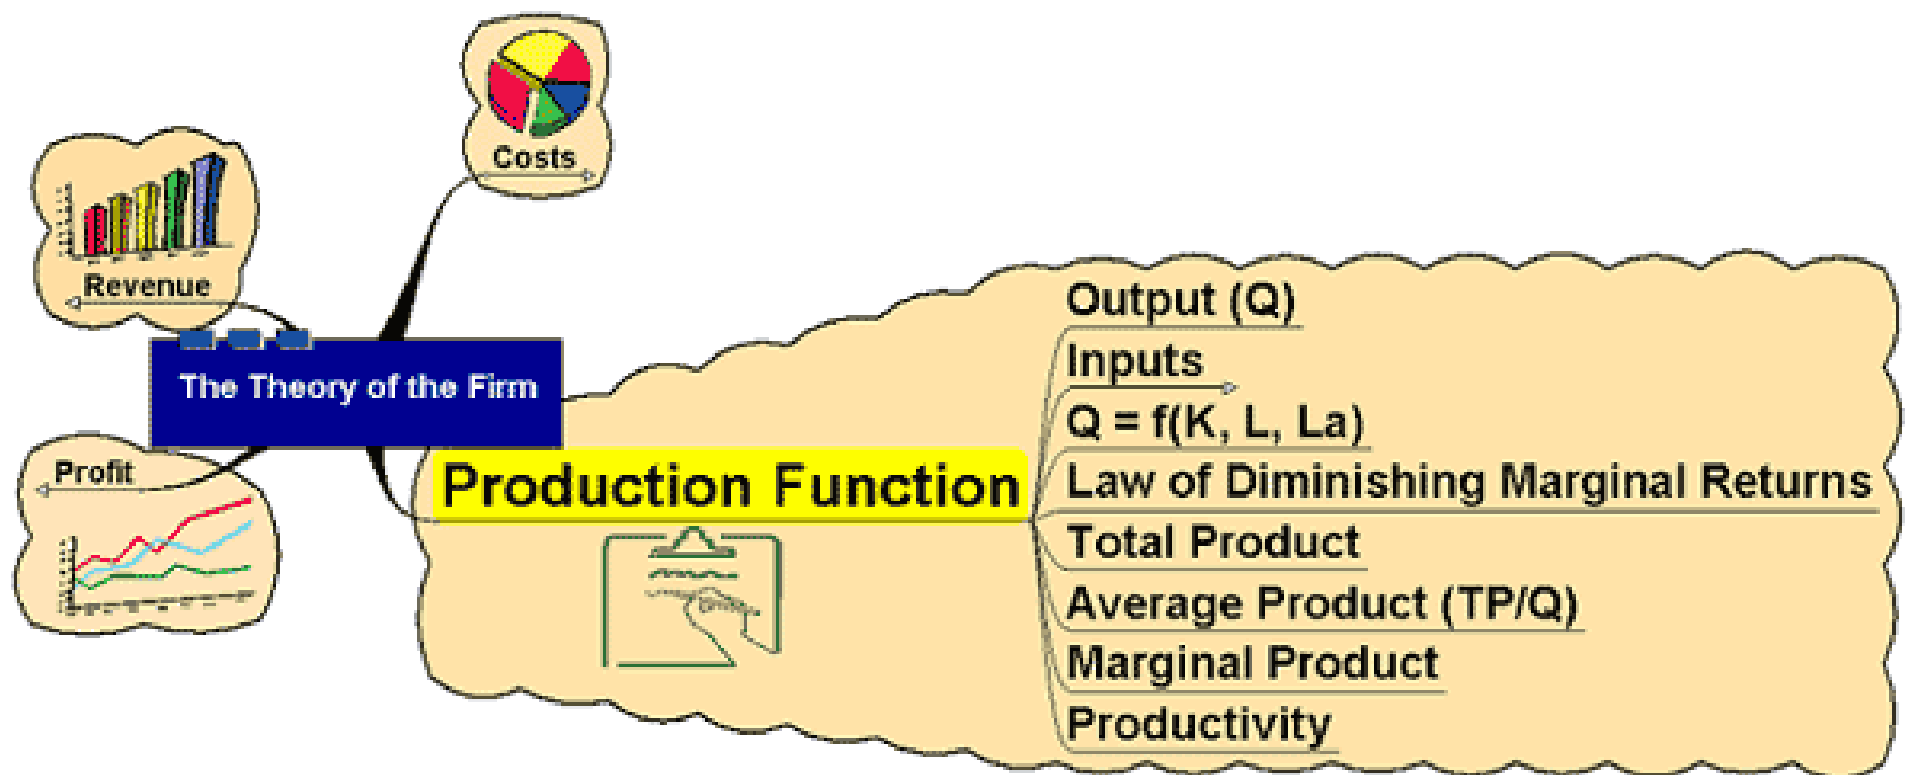 Costs
Revenue
The Theory of the Firm
Profit
Production Function
Output (Q)
Inputs
Q = f(K, L, La)
Law of Diminishing Marginal Returns
Total Product
Average Product (TP/Q)
Marginal Product
Productivity